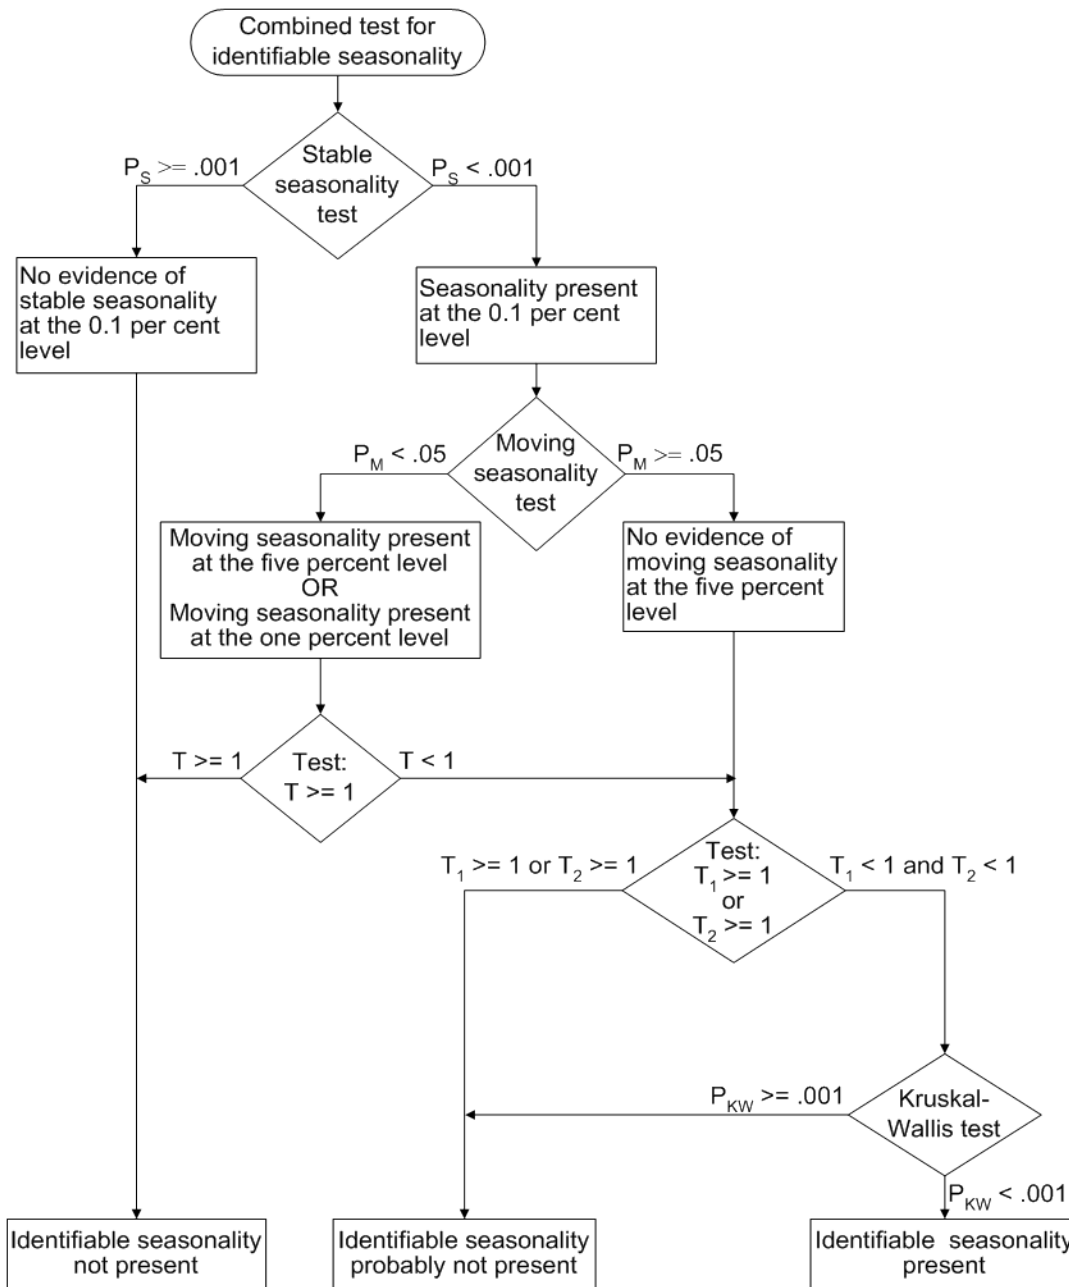 Combined test for
identifiable seasonality
Stable
seasonality
test
P_S >= .001
P_S < .001
No evidence of
stable seasonality
at the 0.1 per cent
level
Seasonality present
at the 0.1 per cent
level
Moving
seasonality
test
P_M < .05
P_M >= .05
Moving seasonality present
at the five percent level
OR
Moving seasonality present
at the one percent level
No evidence of
moving seasonality
at the five percent
level
T >= 1
Test:
T >= 1
T < 1
T_1 >= 1 or T_2 >= 1
Test:
T_1 >= 1
or
T_2 >= 1
T_1 < 1 and T_2 < 1
P_KW >= .001
Kruskal-
Wallis test
P_KW < .001
Identifiable seasonality
not present
Identifiable seasonality
probably not present
Identifiable seasonality
present